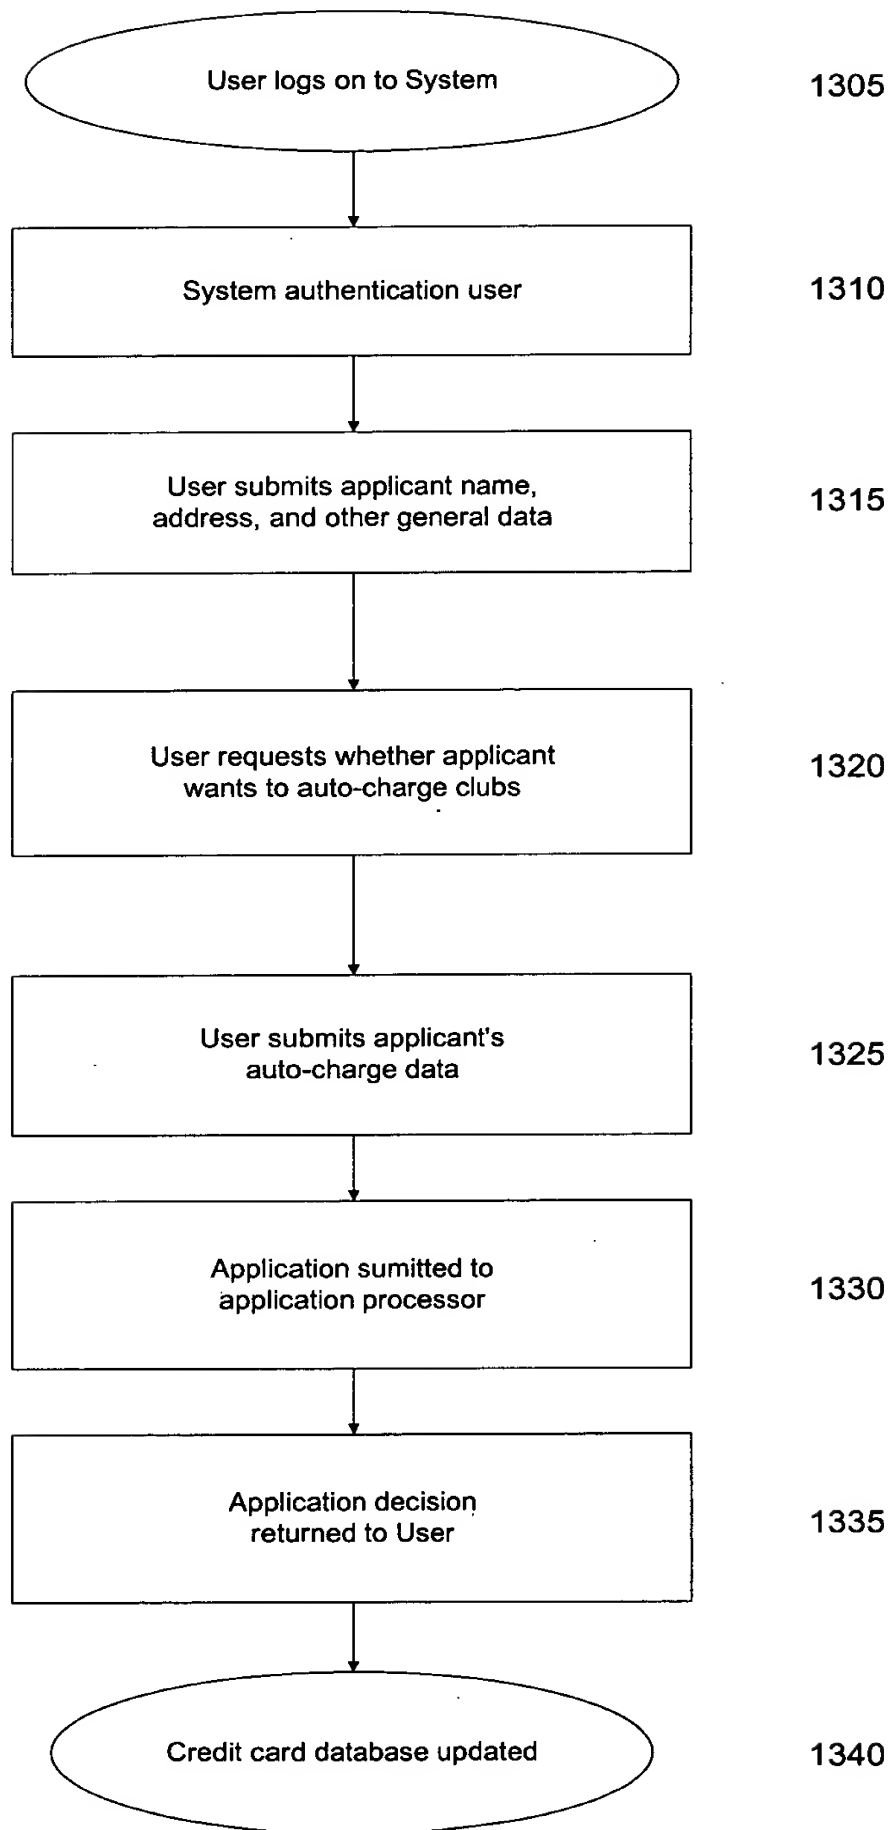 User logs on to System
1305
System authentication user
1310
User submits applicant name,
address, and other general data
1315
User requests whether applicant
wants to auto-charge clubs
1320
User submits applicant's
auto-charge data
1325
Application sumitted to
application processor
1330
Application decision
returned to User
1335
Credit card database updated
1340